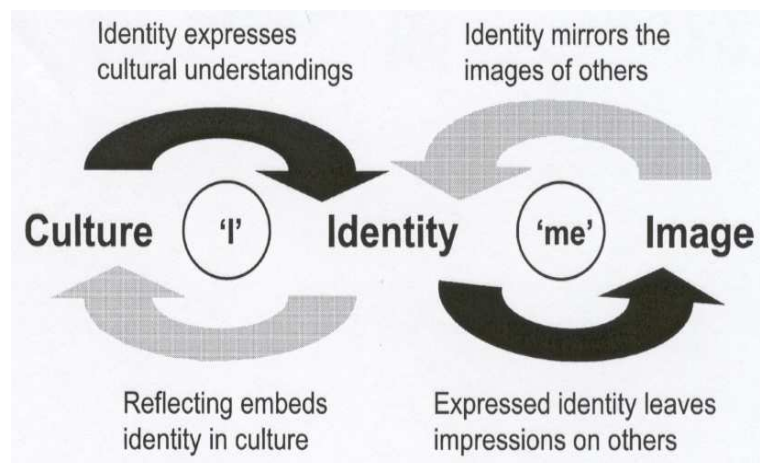 Identity expresses
cultural understandings
Identity mirrors the
images of others
Culture
'I'
Identity
'me'
Image
Reflecting embeds
identity in culture
Expressed identity leaves
impressions on others